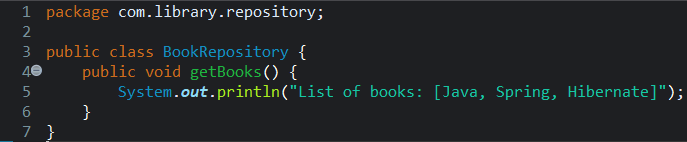 1 package com.library.repository;
2
3 public class BookRepository {
4     public void getBooks() {
5         System.out.println("List of books: [Java, Spring, Hibernate]");
6     }
7 }